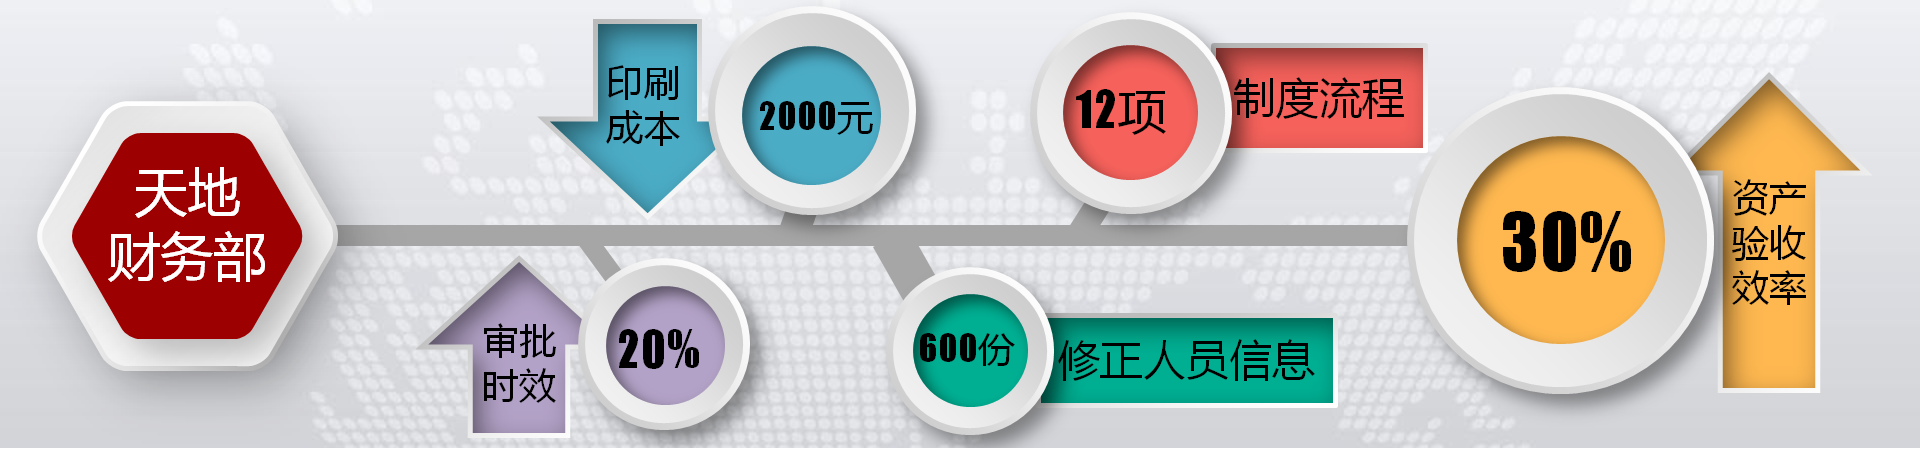 天地
财务部
印刷
成本
2000元
12项
制度流程
审批
时效
20%
600份
修正人员信息
30%
资产
验收
效率